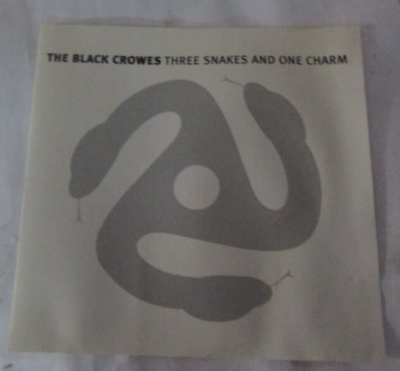 THE BLACK CROWES THREE SNAKES AND ONE CHARM